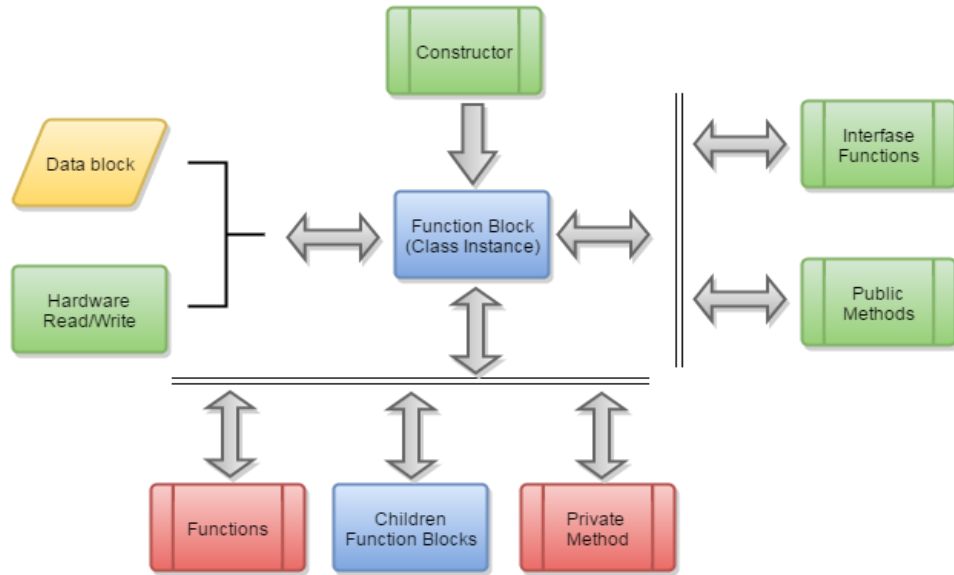 Constructor
Data block
Interfase
Functions
Function Block
(Class Instance)
Hardware
Read/Write
Public
Methods
Functions
Children
Function Blocks
Private
Method